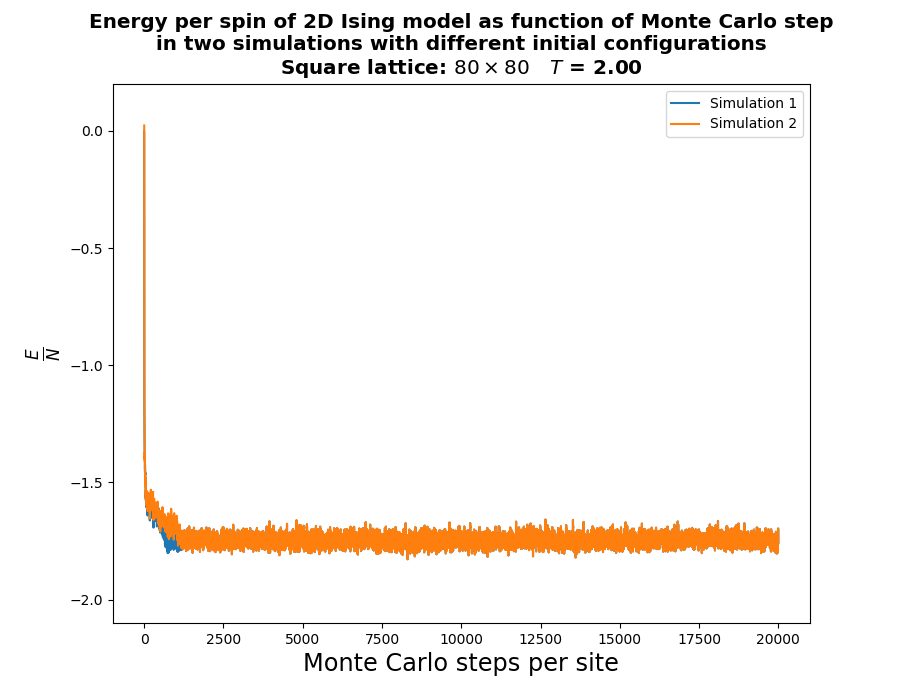 Energy per spin of 2D Ising model as function of Monte Carlo step
in two simulations with different initial configurations
Square lattice: 80 × 80 T = 2.00
Simulation 1
Simulation 2
0.0
−0.5
−1.0
−1.5
−2.0
E
N
0 2500 5000 7500 10000 12500 15000 17500 20000
Monte Carlo steps per site